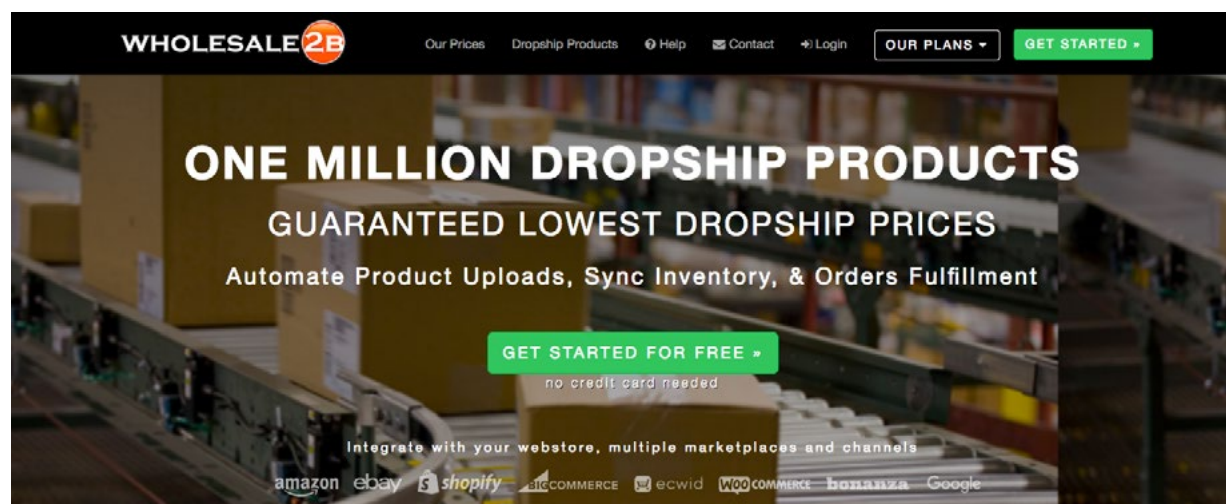 WHOLESALE2B
Our Prices Dropship Products Help Contact Login OUR PLANS GET STARTED »
ONE MILLION DROPSHIP PRODUCTS
GUARANTEED LOWEST DROPSHIP PRICES
Automate Product Uploads, Sync Inventory, & Orders Fulfillment
GET STARTED FOR FREE »
no credit card needed
Integrate with your webstore, multiple marketplaces and channels
amazon ebay shopify BIGCOMMERCE ecwid WOOCOMMERCE bonanza Google